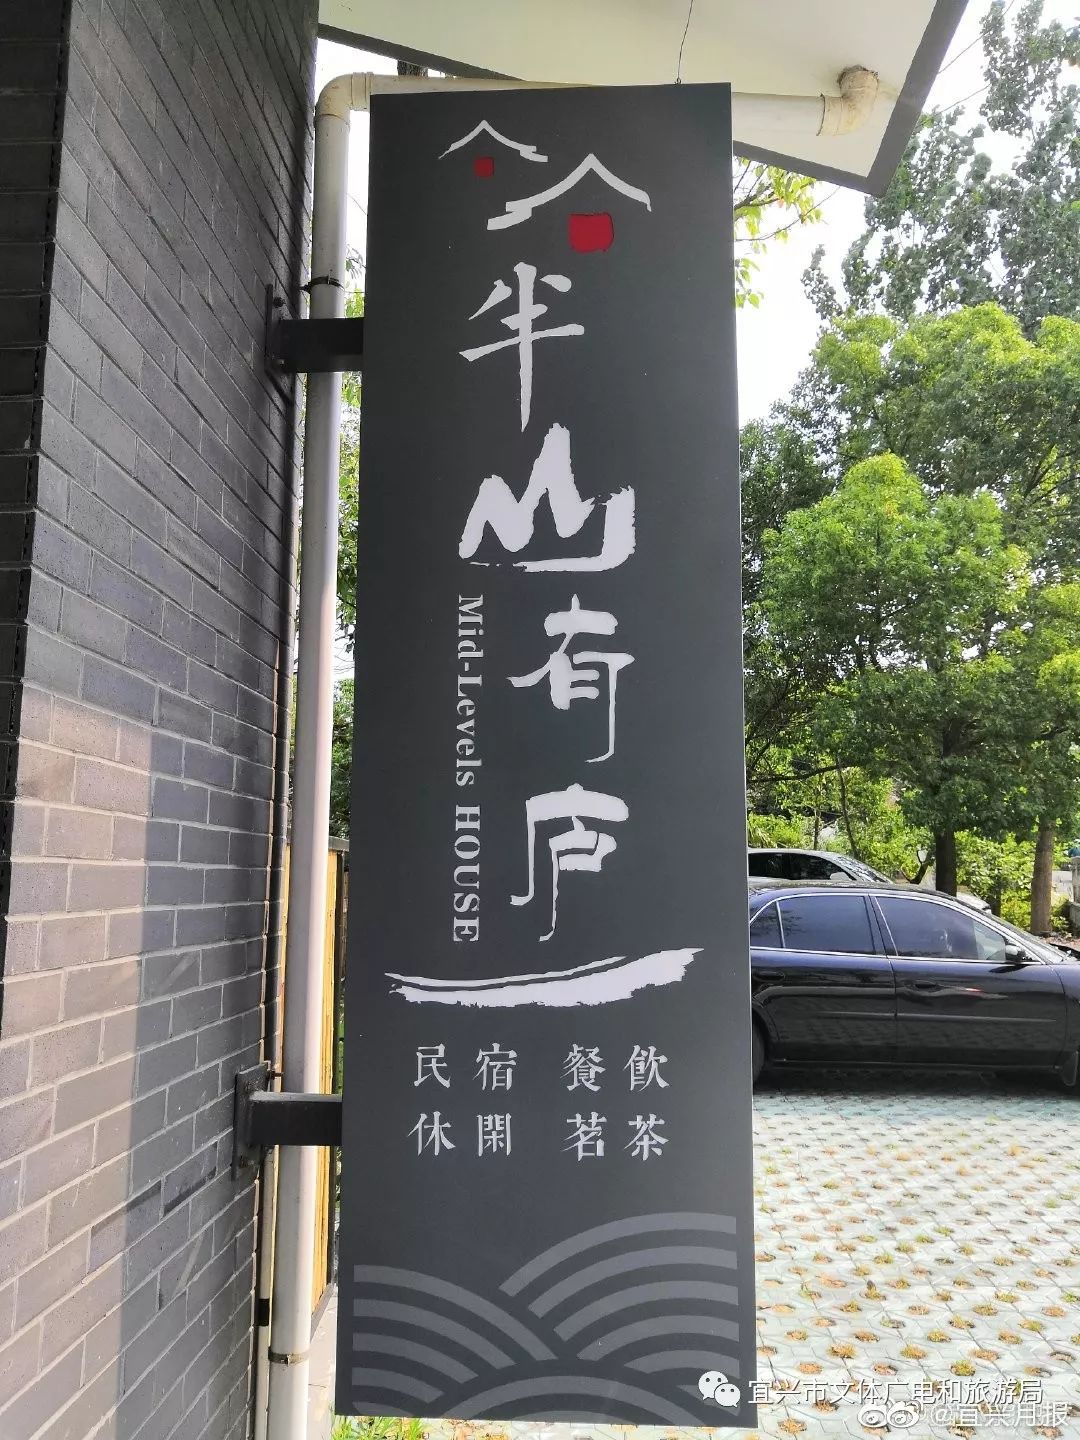 半山有庐
Mid-Levels HOUSE
民宿 餐飲
休閑 茗茶
宜兴市文体广电和旅游局
@宜兴月报